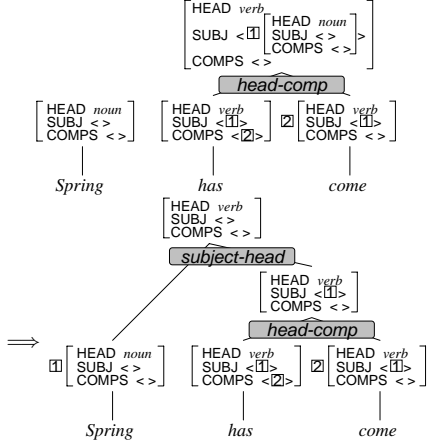 HEAD verb
HEAD noun
SUBJ < 1 SUBJ < > >
COMPS < >
COMPS < >
head-comp
HEAD noun HEAD verb HEAD verb
SUBJ < > SUBJ < 1 > 2 SUBJ < 1 >
COMPS < > COMPS < 2 > COMPS < >
Spring has come
HEAD verb
SUBJ < >
COMPS < >
subject-head
HEAD verb
SUBJ < 1 >
COMPS < >
head-comp
⟹
HEAD noun HEAD verb HEAD verb
1 SUBJ < > SUBJ < 1 > 2 SUBJ < 1 >
COMPS < > COMPS < 2 > COMPS < >
Spring has come